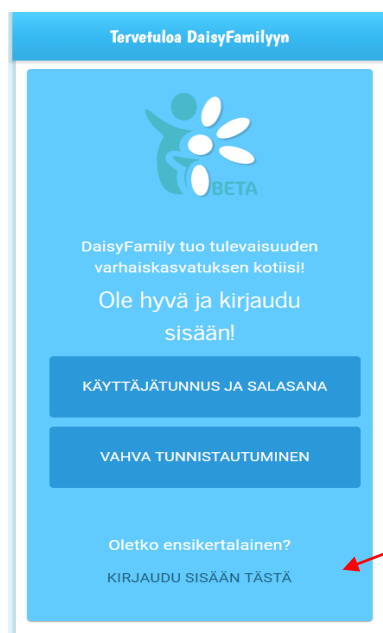 Tervetuloa DaisyFamilyyn
BETA
DaisyFamily tuo tulevaisuuden
varhaiskasvatuksen kotiisi!
Ole hyvä ja kirjaudu
sisään!
KÄYTTÄJÄTUNNUS JA SALASANA
VAHVA TUNNISTAUTUMINEN
Oletko ensikertalainen?
KIRJAUDU SISÄÄN TÄSTÄ